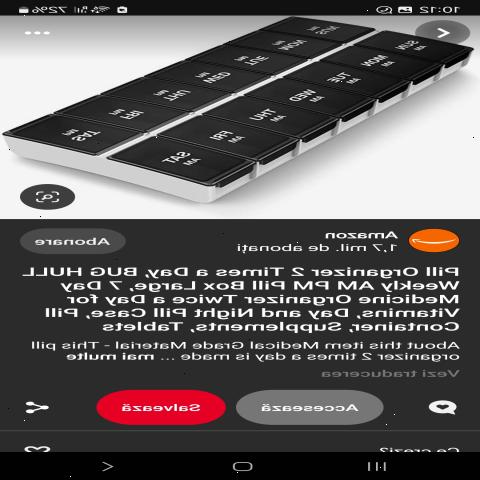 10:12
72%
SUN AM
MON AM
TUE AM
WED AM
THU AM
FRI AM
SAT AM
SUN PM
MON PM
TUE PM
WED PM
THU PM
FRI PM
SAT PM
Amazon
1,7 mil. de abonați
Abonare
Pill Organizer 2 Times a Day, BUG HULL
Weekly AM PM Pill Box, Large, 7 Day
Medicine Organizer Twice a Day for
Vitamins, Day and Night Pill Case, Pill
Container, Supplements, Tablets
About this item Medical Grade Material - This pill
organizer 2 times a day is made ... mai multe
Vezi traducerea
Accesează
Salvează
Ce crezi?